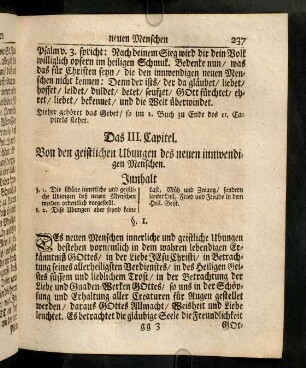 neuen Menschen 237
Psalm v. 3. spricht: Nach deinem Sieg wird dir dein Volk
williglich opfern im heiligen Schmuk. Bedenke nun / was
das für Christen seyn / die den innwendigen neuen Men-
schen nicht kennen: Denn der ists / der da gläubet / liebet/
hoffet / leidet / duldet / betet / seufzet / Gott fürchtet / eh-
ret / liebet / bekennet / und die Welt überwindet.
Hieher gehöret das Gebet / so im 1. Buch zu Ende des 11. Ca-
pitels stehet.
Das III. Capitel.
Von den geistlichen Ubungen des neuen innwendi-
gen Menschen.
Innhalt
§. 1. Die schöne innerliche und geistli-
che Ubungen des neuen Menschen
werden ordentlich vorgestellt.
§. 2. Dise Ubungen aber seynd keine
Last, Müh und Zwang / sondern
lauter Lust, Fried und Freude in dem
Heil. Geist.
§ 1.
Des neuen Menschen innerliche und geistliche Ubungen
bestehen vornemlich in dem wahren lebendigen Er-
känntniß GOttes / in der Liebe JEsu Christi / in Betrach-
tung seines allerheiligsten Verdienstes / in des Heiligen Gei-
stes süssem und lieblichem Trost / in der Betrachtung der
Liebe und Gnaden-Werken GOttes / so uns in der Schöp-
fung und Erhaltung aller Creaturen für Augen gestellet
werden / daraus GOttes Allmacht / Weisheit und Liebe
leuchtet. Es betrachtet die gläubige Seele die Freundlichkeit
gg 3 GOt-